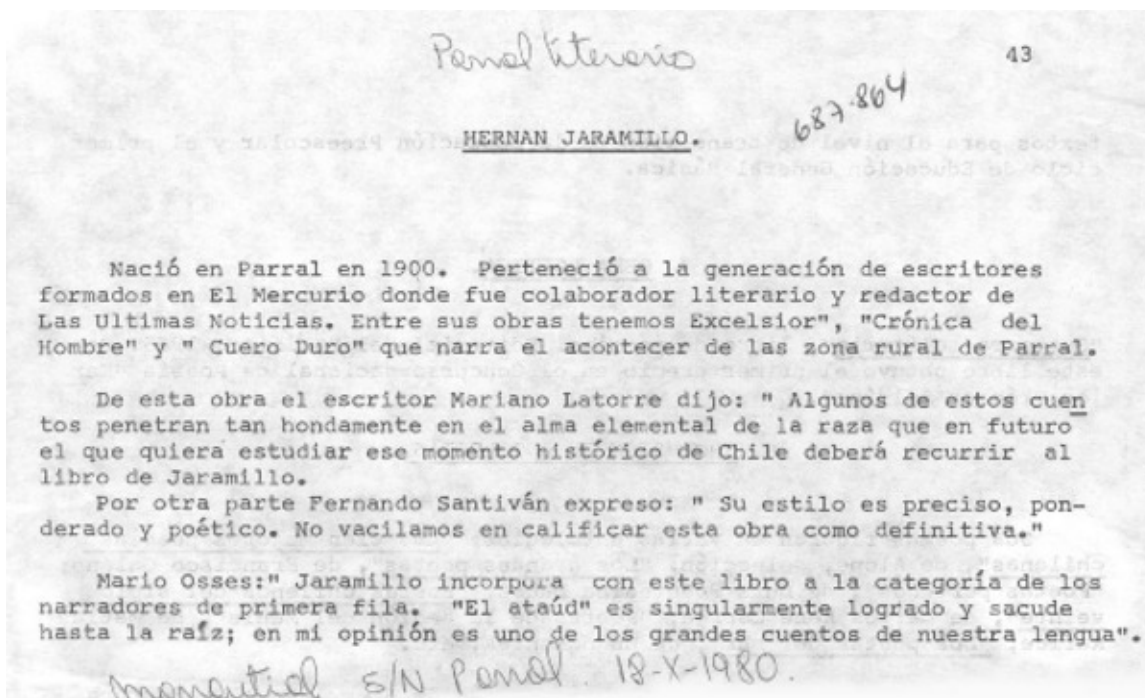 Parral literario
43
687-864
HERNAN JARAMILLO.
Nació en Parral en 1900. Perteneció a la generación de escritores
formados en El Mercurio donde fue colaborador literario y redactor de
Las Ultimas Noticias. Entre sus obras tenemos Excelsior", "Crónica del
Hombre" y " Cuero Duro" que narra el acontecer de las zona rural de Parral.
De esta obra el escritor Mariano Latorre dijo: " Algunos de estos cuen
tos penetran tan hondamente en el alma elemental de la raza que en futuro
el que quiera estudiar ese momento histórico de Chile deberá recurrir al
libro de Jaramillo.
Por otra parte Fernando Santiván expreso: " Su estilo es preciso, pon-
derado y poético. No vacilamos en calificar esta obra como definitiva."
Mario Osses:" Jaramillo incorpora con este libro a la categoría de los
narradores de primera fila. "El ataúd" es singularmente logrado y sacude
hasta la raíz; en mi opinión es uno de los grandes cuentos de nuestra lengua".
Manantial S/N Parral. 18-X-1980.